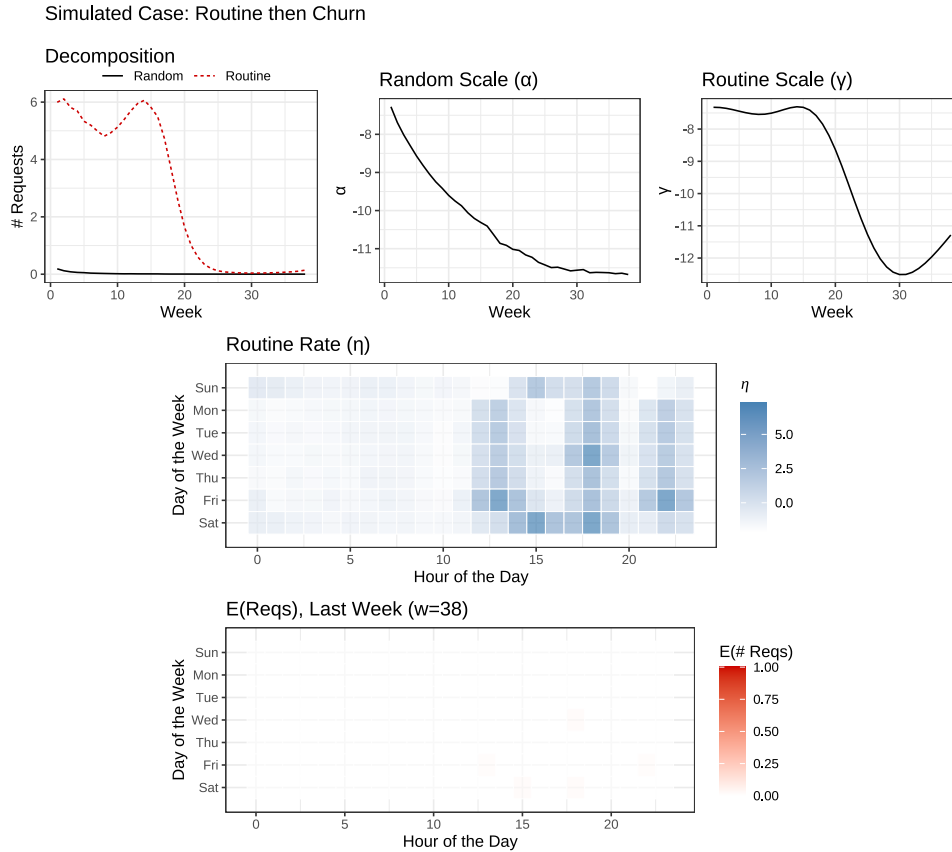 Simulated Case: Routine then Churn
Decomposition
Random Routine
# Requests
6
4
2
0
0 10 20 30
Week
Random Scale (α)
α
-8
-9
-10
-11
0 10 20 30
Week
Routine Scale (γ)
γ
-8
-9
-10
-11
-12
0 10 20 30
Week
Routine Rate (η)
Day of the Week
Sun
Mon
Tue
Wed
Thu
Fri
Sat
0 5 10 15 20
Hour of the Day
η
5.0
2.5
0.0
E(Reqs), Last Week (w=38)
Day of the Week
Sun
Mon
Tue
Wed
Thu
Fri
Sat
0 5 10 15 20
Hour of the Day
E(# Reqs)
1.00
0.75
0.50
0.25
0.00